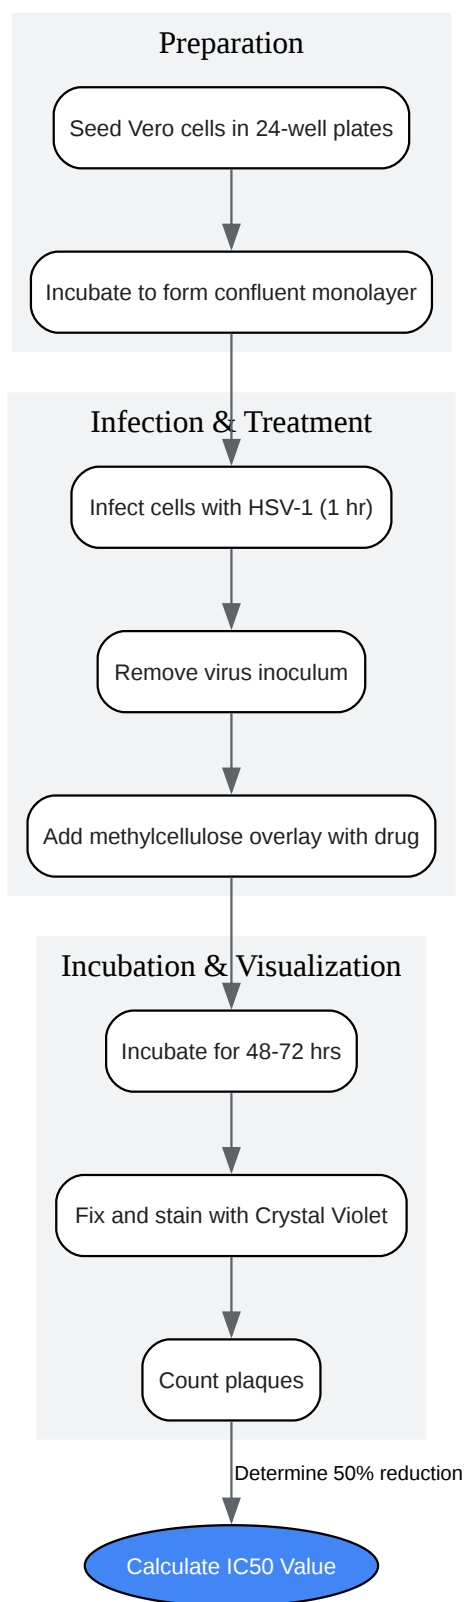 Preparation
Seed Vero cells in 24-well plates
Incubate to form confluent monolayer
Infection & Treatment
Infect cells with HSV-1 (1 hr)
Remove virus inoculum
Add methylcellulose overlay with drug
Incubation & Visualization
Incubate for 48-72 hrs
Fix and stain with Crystal Violet
Count plaques
Determine 50% reduction
Calculate IC50 Value